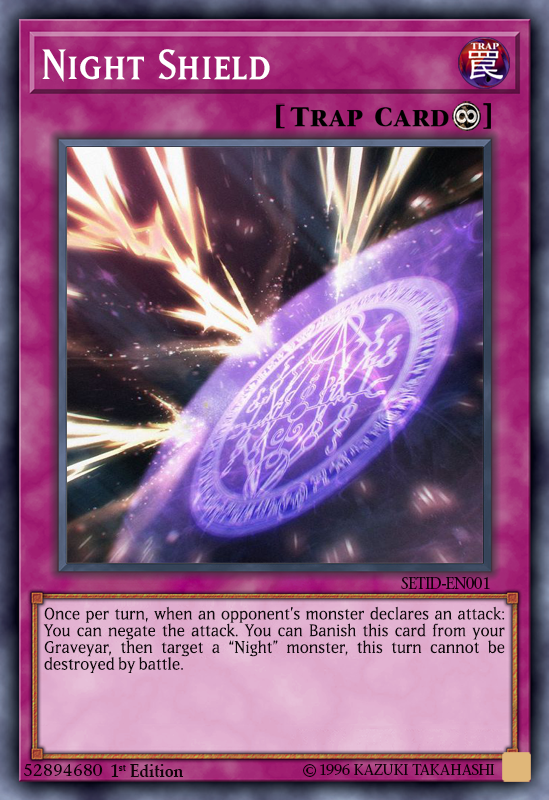 Night Shield
TRAP
罠
[Trap Card]
SETID-EN001
Once per turn, when an opponent's monster declares an attack:
You can negate the attack. You can Banish this card from your
Graveyar, then target a “Night” monster, this turn cannot be
destroyed by battle.
52894680 1st Edition ©1996 KAZUKI TAKAHASHI